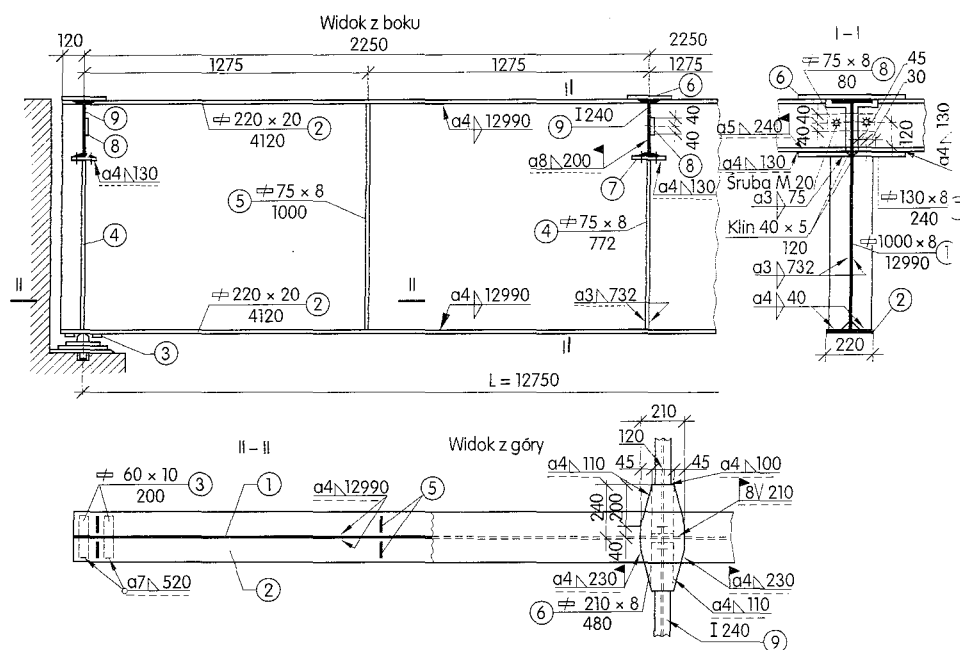 Widok z boku
I – I
120
2250
2250
1275
1275
1275
75 × 8 ⑧
80
45
30
II
⑥
⑥
⑨
220 × 20
4120
②
a4 12990
⑨
I 240
40
40
⑧
⑧
a4 130
a8 200
⑦
a4 130
a5 240
40
40
120
a4 130
a4 130
Śruba M 20
a3 75
Klin 40 × 5
120
130 × 8
240
⑤
75 × 8
1000
④
④
75 × 8
772
1000 × 8
12990
①
a3 732
II
II
220 × 20
4120
②
a4 12990
a3 732
a4 40
②
③
II
220
L = 12750
II – II
Widok z góry
210
120
60 × 10
200
③
①
a4 12990
⑤
a4 110
45
45
a4 100
240
200
40
8V 210
②
a7 520
a4 230
a4 230
⑥
210 × 8
480
a4 110
I 240
⑨